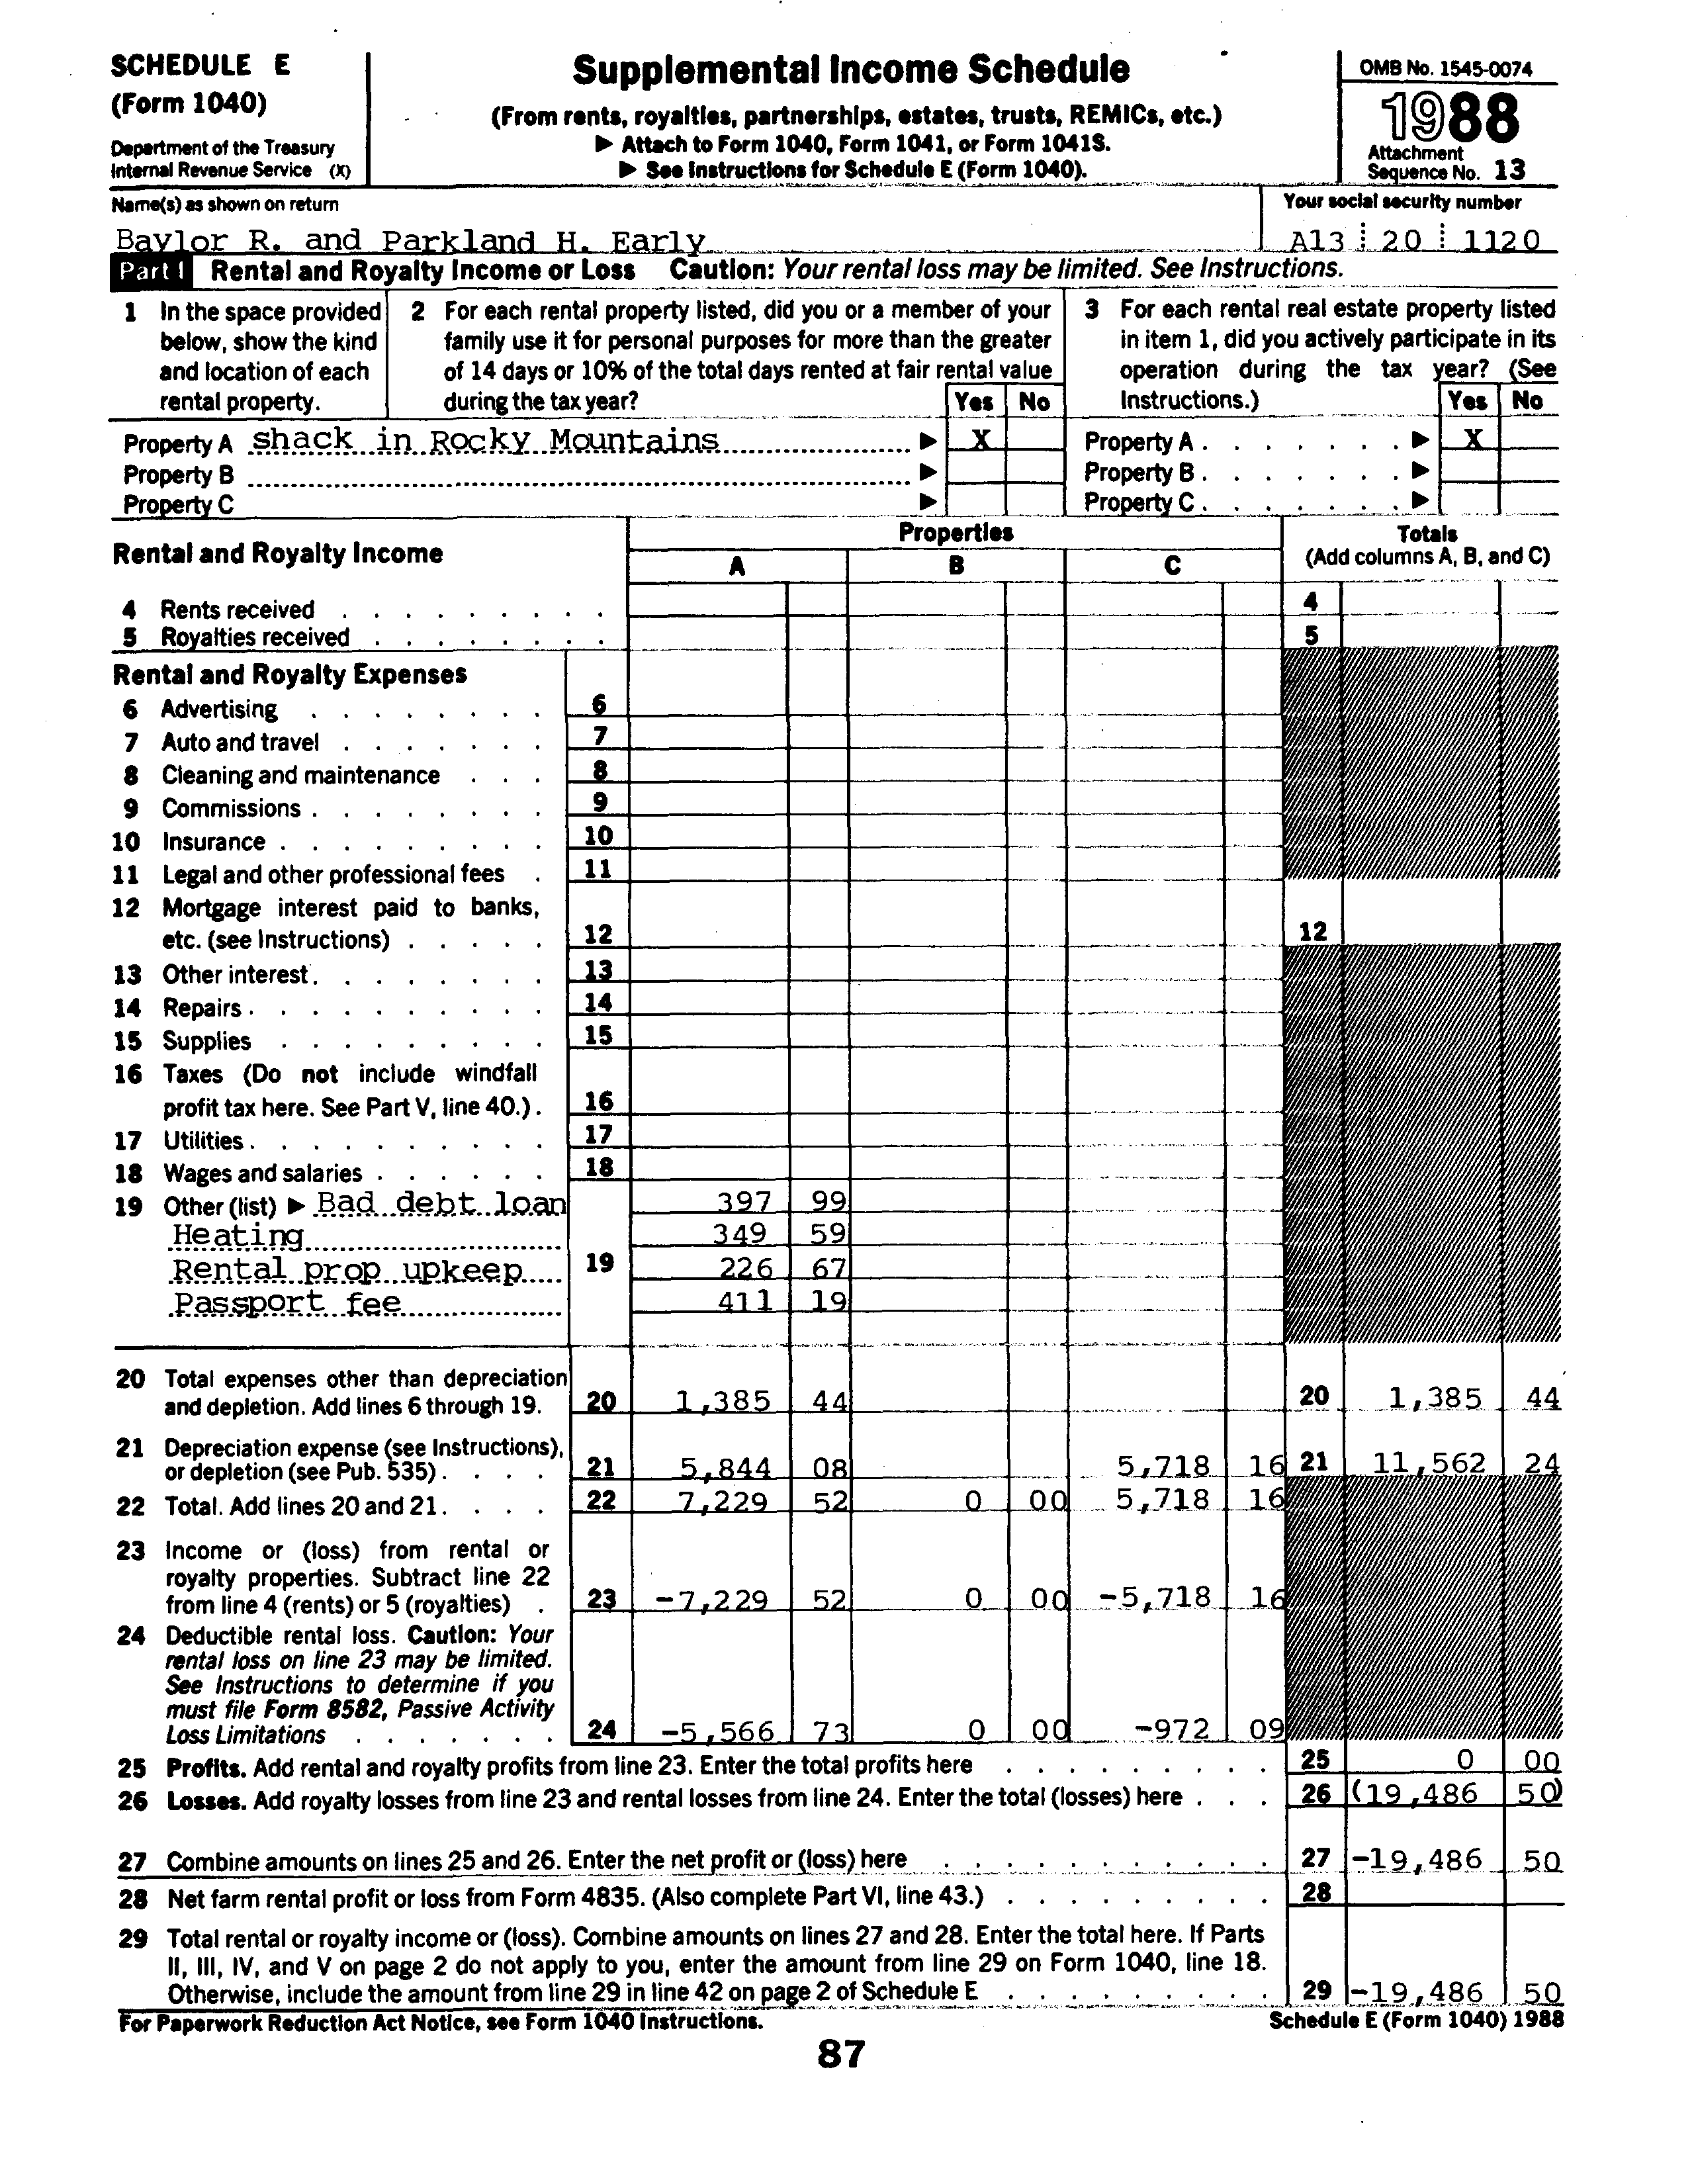 SCHEDULE E
(Form 1040)
Department of the Treasury
Internal Revenue Service (X)
Supplemental Income Schedule
(From rents, royalties, partnerships, estates, trusts, REMICs, etc.)
▶ Attach to Form 1040, Form 1041, or Form 1041S.
▶ See Instructions for Schedule E (Form 1040).
OMB No. 1545-0074
1988
Attachment
Sequence No. 13
Name(s) as shown on return
Baylor R. and Parkland H. Early
Your social security number
A13 20 1120
Part I Rental and Royalty Income or Loss Caution: Your rental loss may be limited. See Instructions.
1 In the space provided
below, show the kind
and location of each
rental property.
2 For each rental property listed, did you or a member of your
family use it for personal purposes for more than the greater
of 14 days or 10% of the total days rented at fair rental value
during the tax year? Yes No
3 For each rental real estate property listed
in item 1, did you actively participate in its
operation during the tax year? (See
Instructions.) Yes No
Property A shack in Rocky Mountains ▶ X Property A . . . . . . . ▶ X
Property B ▶ Property B . . . . . . . ▶
Property C ▶ Property C . . . . . . . ▶
Rental and Royalty Income
Properties
A B C
Totals
(Add columns A, B, and C)
4 Rents received . . . . . . . . . 4
5 Royalties received . . . . . . . . 5
Rental and Royalty Expenses
6 Advertising . . . . . . . . 6
7 Auto and travel . . . . . . . 7
8 Cleaning and maintenance . . . 8
9 Commissions . . . . . . . . 9
10 Insurance . . . . . . . . . 10
11 Legal and other professional fees . 11
12 Mortgage interest paid to banks,
etc. (see Instructions) . . . . . 12 12
13 Other interest . . . . . . . . 13
14 Repairs . . . . . . . . . . 14
15 Supplies . . . . . . . . . 15
16 Taxes (Do not include windfall
profit tax here. See Part V, line 40.) . 16
17 Utilities . . . . . . . . . . 17
18 Wages and salaries . . . . . . 18
19 Other (list) ▶ Bad debt loan 397 99
Heating 349 59
Rental prop upkeep 19 226 67
Passport fee 411 19
20 Total expenses other than depreciation
and depletion. Add lines 6 through 19. 20 1,385 44 20 1,385 44
21 Depreciation expense (see Instructions),
or depletion (see Pub. 535) . . . . 21 5,844 08 5,718 16 21 11,562 24
22 Total. Add lines 20 and 21 . . . . 22 7,229 52 0 00 5,718 16
23 Income or (loss) from rental or
royalty properties. Subtract line 22
from line 4 (rents) or 5 (royalties) . 23 -7,229 52 0 00 -5,718 16
24 Deductible rental loss. Caution: Your
rental loss on line 23 may be limited.
See Instructions to determine if you
must file Form 8582, Passive Activity
Loss Limitations . . . . . . . 24 -5,566 73 0 00 -972 09
25 Profits. Add rental and royalty profits from line 23. Enter the total profits here . . . . . . . . . 25 0 00
26 Losses. Add royalty losses from line 23 and rental losses from line 24. Enter the total (losses) here . . . 26 (19,486 50)
27 Combine amounts on lines 25 and 26. Enter the net profit or (loss) here . . . . . . . . . . . 27 -19,486 50
28 Net farm rental profit or loss from Form 4835. (Also complete Part VI, line 43.) . . . . . . . . . 28
29 Total rental or royalty income or (loss). Combine amounts on lines 27 and 28. Enter the total here. If Parts
II, III, IV, and V on page 2 do not apply to you, enter the amount from line 29 on Form 1040, line 18.
Otherwise, include the amount from line 29 in line 42 on page 2 of Schedule E . . . . . . . . . 29 -19,486 50
For Paperwork Reduction Act Notice, see Form 1040 Instructions. Schedule E (Form 1040) 1988
87